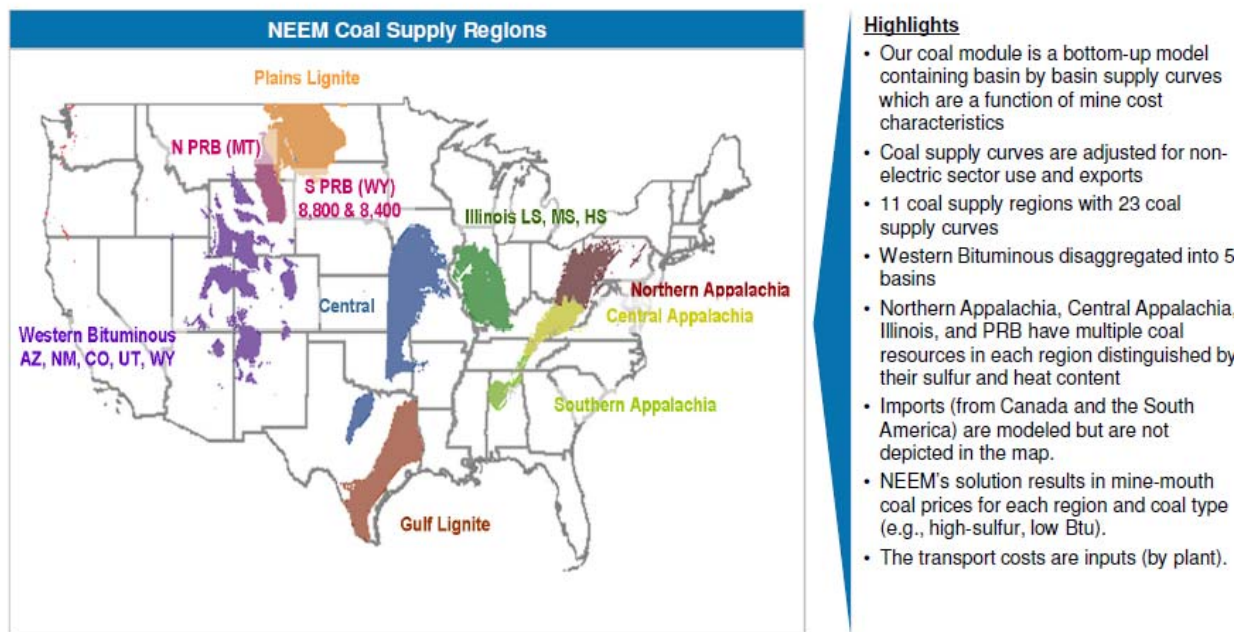 NEEM Coal Supply Regions
Plains Lignite
N PRB (MT)
S PRB (WY)
8,800 & 8,400
Illinois LS, MS, HS
Northern Appalachia
Central
Central Appalachia
Western Bituminous
AZ, NM, CO, UT, WY
Southern Appalachia
Gulf Lignite
Highlights
• Our coal module is a bottom-up model
containing basin by basin supply curves
which are a function of mine cost
characteristics
• Coal supply curves are adjusted for non-
electric sector use and exports
• 11 coal supply regions with 23 coal
supply curves
• Western Bituminous disaggregated into 5
basins
• Northern Appalachia, Central Appalachia,
Illinois, and PRB have multiple coal
resources in each region distinguished by
their sulfur and heat content
• Imports (from Canada and the South
America) are modeled but are not
depicted in the map.
• NEEM's solution results in mine-mouth
coal prices for each region and coal type
(e.g., high-sulfur, low Btu).
• The transport costs are inputs (by plant).